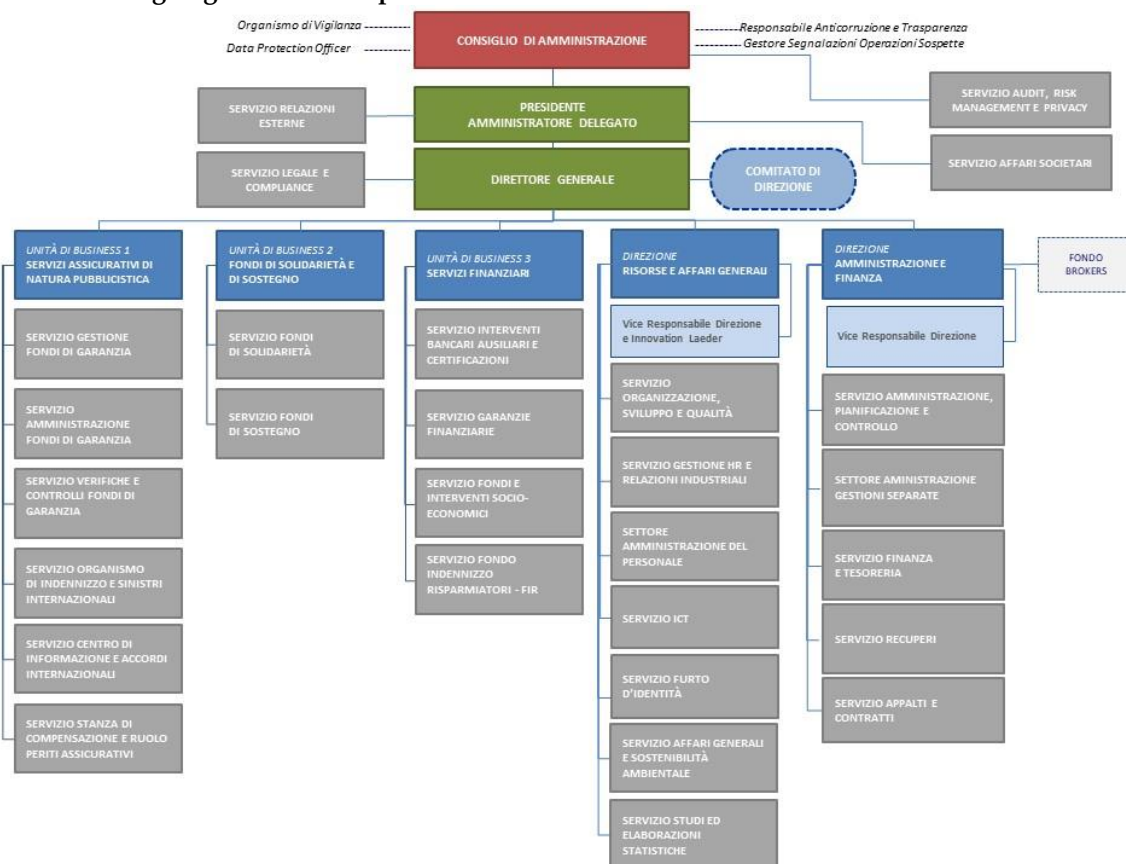 Organismo di Vigilanza
Data Protection Officer
CONSIGLIO DI AMMINISTRAZIONE
Responsabile Anticorruzione e Trasparenza
Gestore Segnalazioni Operazioni Sospette
SERVIZIO RELAZIONI
ESTERNE
PRESIDENTE
AMMINISTRATORE DELEGATO
SERVIZIO AUDIT, RISK
MANAGEMENT E PRIVACY
SERVIZIO LEGALE E
COMPLIANCE
DIRETTORE GENERALE
COMITATO DI
DIREZIONE
SERVIZIO AFFARI SOCIETARI
UNITÀ DI BUSINESS 1
SERVIZI ASSICURATIVI DI
NATURA PUBBLICISTICA
SERVIZIO GESTIONE
FONDI DI GARANZIA
SERVIZIO
AMMINISTRAZIONE
FONDI DI GARANZIA
SERVIZIO VERIFICHE E
CONTROLLI FONDI DI
GARANZIA
SERVIZIO ORGANISMO
DI INDENNIZZO E SINISTRI
INTERNAZIONALI
SERVIZIO CENTRO DI
INFORMAZIONE E ACCORDI
INTERNAZIONALI
SERVIZIO STANZA DI
COMPENSAZIONE E RUOLO
PERITI ASSICURATIVI
UNITÀ DI BUSINESS 2
FONDI DI SOLIDARIETÀ E
DI SOSTEGNO
SERVIZIO FONDI
DI SOLIDARIETÀ
SERVIZIO FONDI
DI SOSTEGNO
UNITÀ DI BUSINESS 3
SERVIZI FINANZIARI
SERVIZIO INTERVENTI
BANCARI AUSILIARI E
CERTIFICAZIONI
SERVIZIO GARANZIE
FINANZIARIE
SERVIZIO FONDI E
INTERVENTI SOCIO-
ECONOMICI
SERVIZIO FONDO
INDENNIZZO
RISPARMIATORI - FIR
DIREZIONE
RISORSE E AFFARI GENERALI
Vice Responsabile Direzione
e Innovation Laeder
SERVIZIO
ORGANIZZAZIONE,
SVILUPPO E QUALITÀ
SERVIZIO GESTIONE HR E
RELAZIONI INDUSTRIALI
SETTORE
AMMINISTRAZIONE DEL
PERSONALE
SERVIZIO ICT
SERVIZIO FURTO
D'IDENTITÀ
SERVIZIO AFFARI GENERALI
E SOSTENIBILITÀ
AMBIENTALE
SERVIZIO STUDI ED
ELABORAZIONI
STATISTICHE
DIREZIONE
AMMINISTRAZIONE E
FINANZA
FONDO
BROKERS
Vice Responsabile Direzione
SERVIZIO AMMINISTRAZIONE,
PIANIFICAZIONE E
CONTROLLO
SETTORE AMINISTRAZIONE
GESTIONI SEPARATE
SERVIZIO FINANZA
E TESORERIA
SERVIZIO RECUPERI
SERVIZIO APPALTI E
CONTRATTI